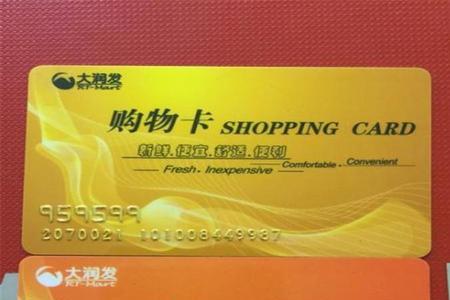 大润发
RT-Mart
购物卡 SHOPPING CARD
新鲜.便宜.舒适.便利
Fresh. Inexpensive Comfortable. Convenient
959599
2070021 101008449987
大润发
RT-Mart